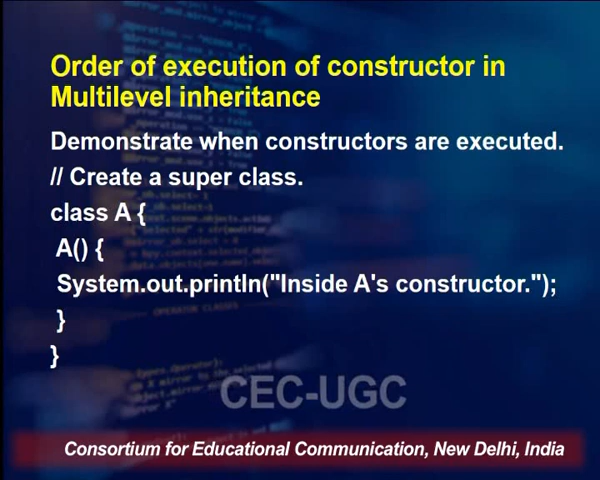 Order of execution of constructor in
Multilevel inheritance
Demonstrate when constructors are executed.
// Create a super class.
class A {
A() {
System.out.println("Inside A's constructor.");
}
}
CEC-UGC
Consortium for Educational Communication, New Delhi, India